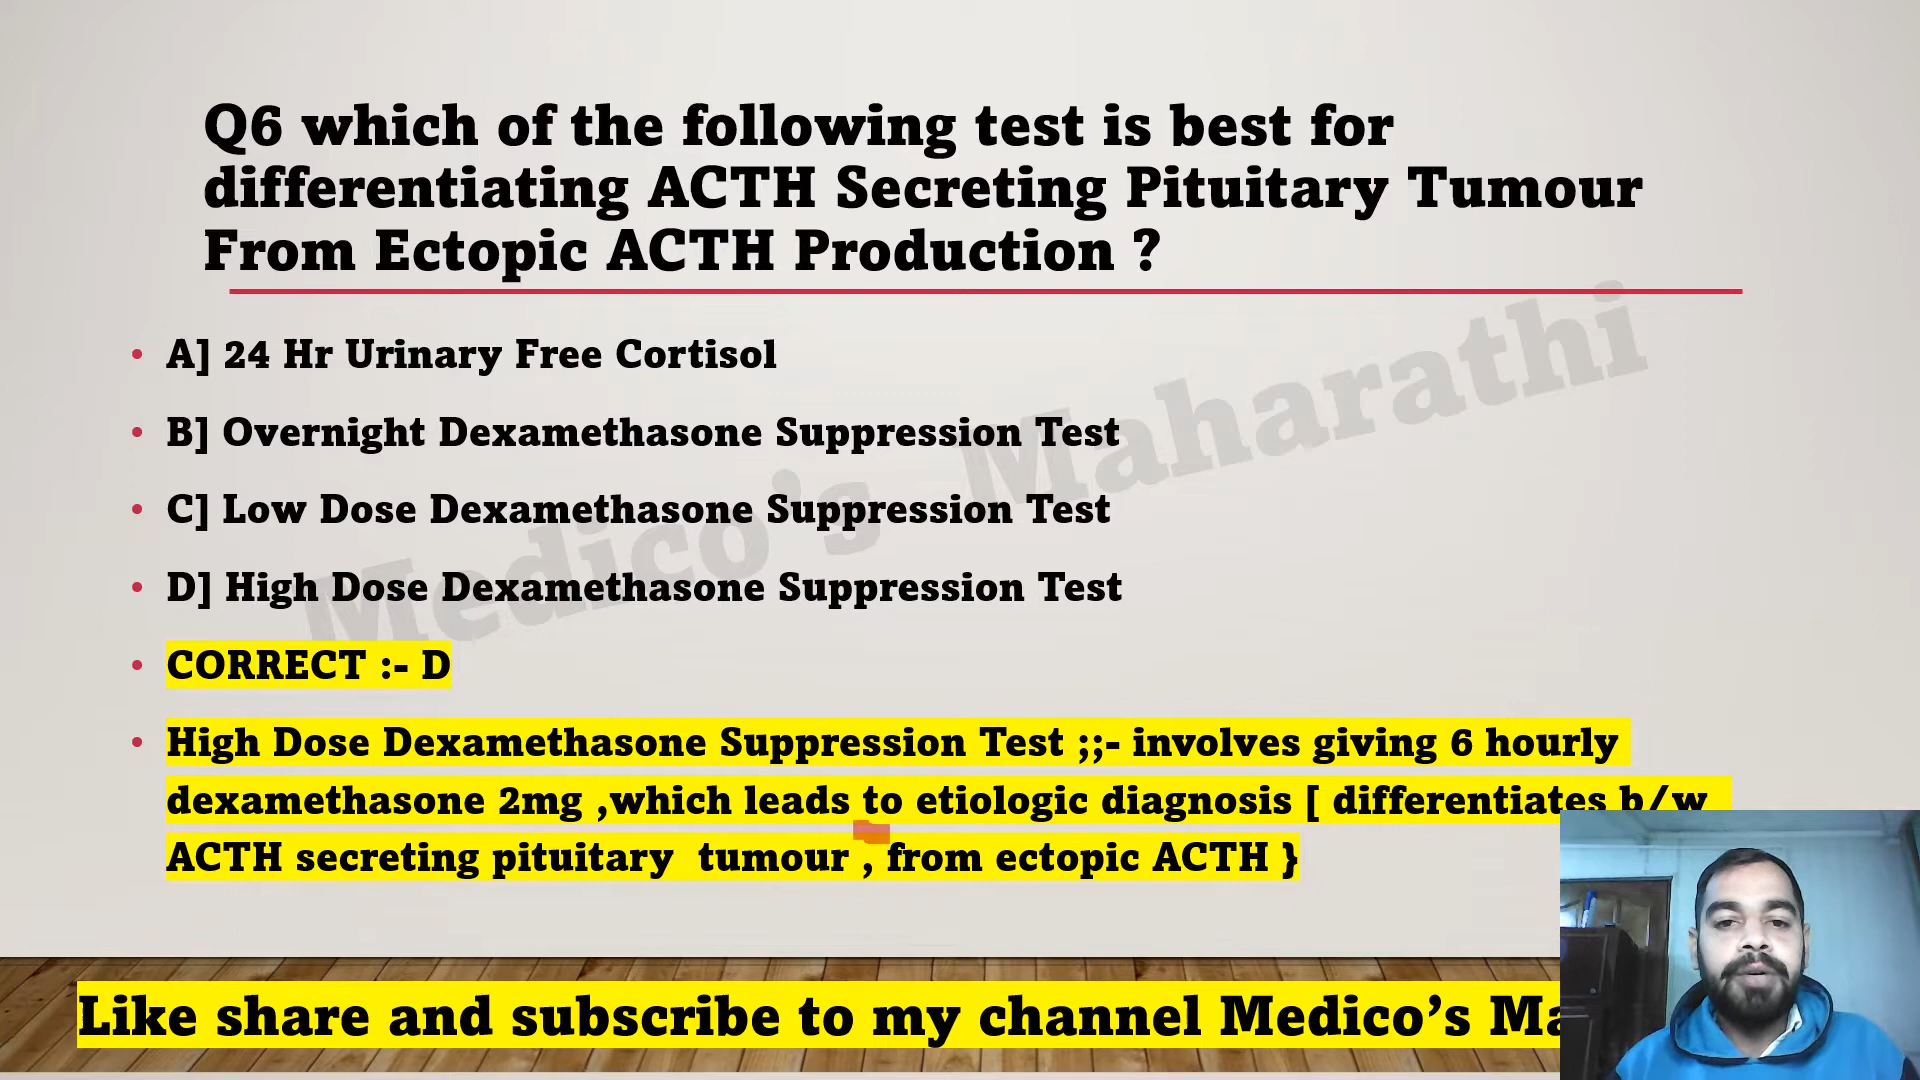 Q6 which of the following test is best for
differentiating ACTH Secreting Pituitary Tumour
From Ectopic ACTH Production ?
• A] 24 Hr Urinary Free Cortisol
• B] Overnight Dexamethasone Suppression Test
• C] Low Dose Dexamethasone Suppression Test
• D] High Dose Dexamethasone Suppression Test
• CORRECT :- D
• High Dose Dexamethasone Suppression Test ;;- involves giving 6 hourly
dexamethasone 2mg ,which leads to etiologic diagnosis [ differentiates b/w
ACTH secreting pituitary tumour , from ectopic ACTH }
Medico's Maharathi
Like share and subscribe to my channel Medico’s